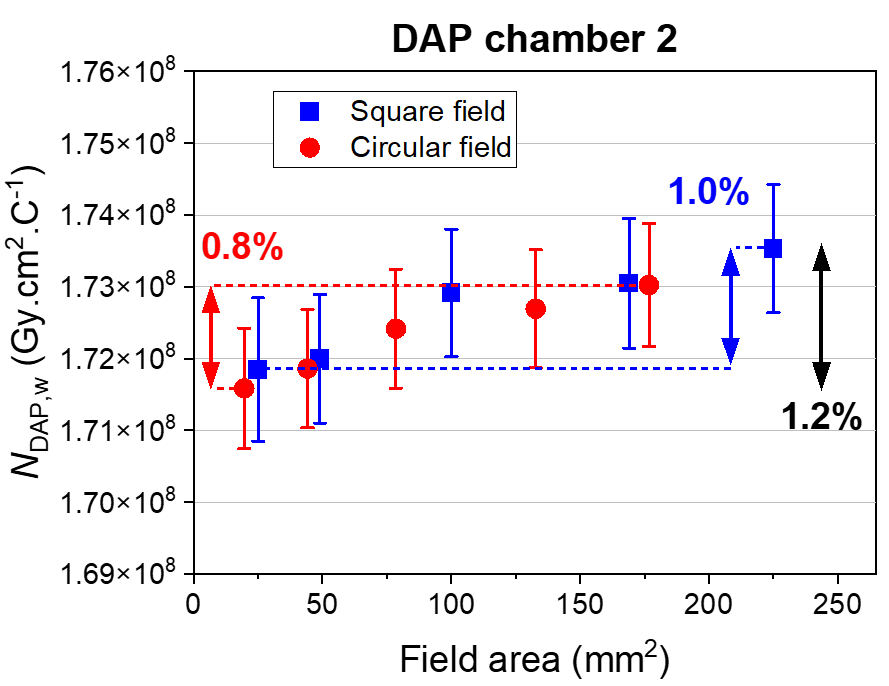 DAP chamber 2
N_DAP,w (Gy.cm².C⁻¹)
1.76×10⁸
1.75×10⁸
1.74×10⁸
1.73×10⁸
1.72×10⁸
1.71×10⁸
1.70×10⁸
1.69×10⁸
Square field
Circular field
0.8%
1.0%
1.2%
0 50 100 150 200 250
Field area (mm²)